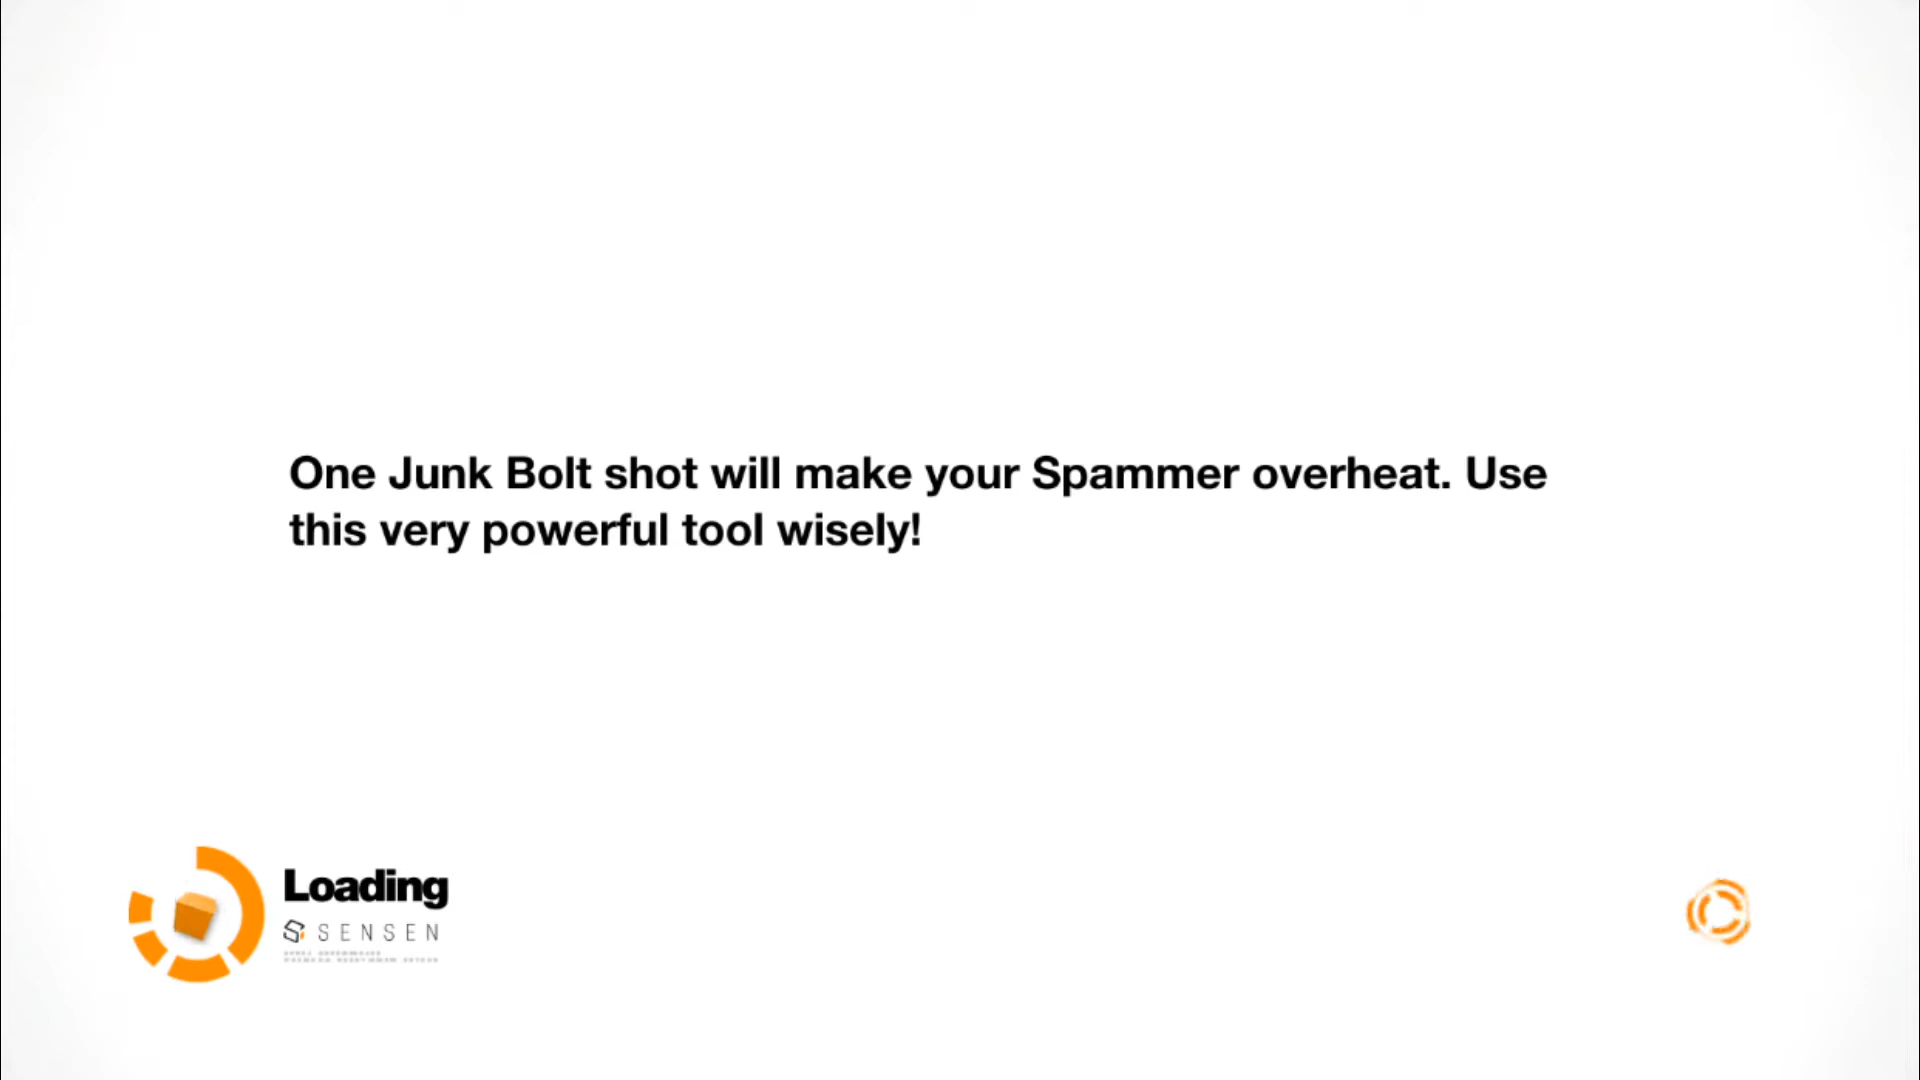 One Junk Bolt shot will make your Spammer overheat. Use
this very powerful tool wisely!
Loading
SENSEN